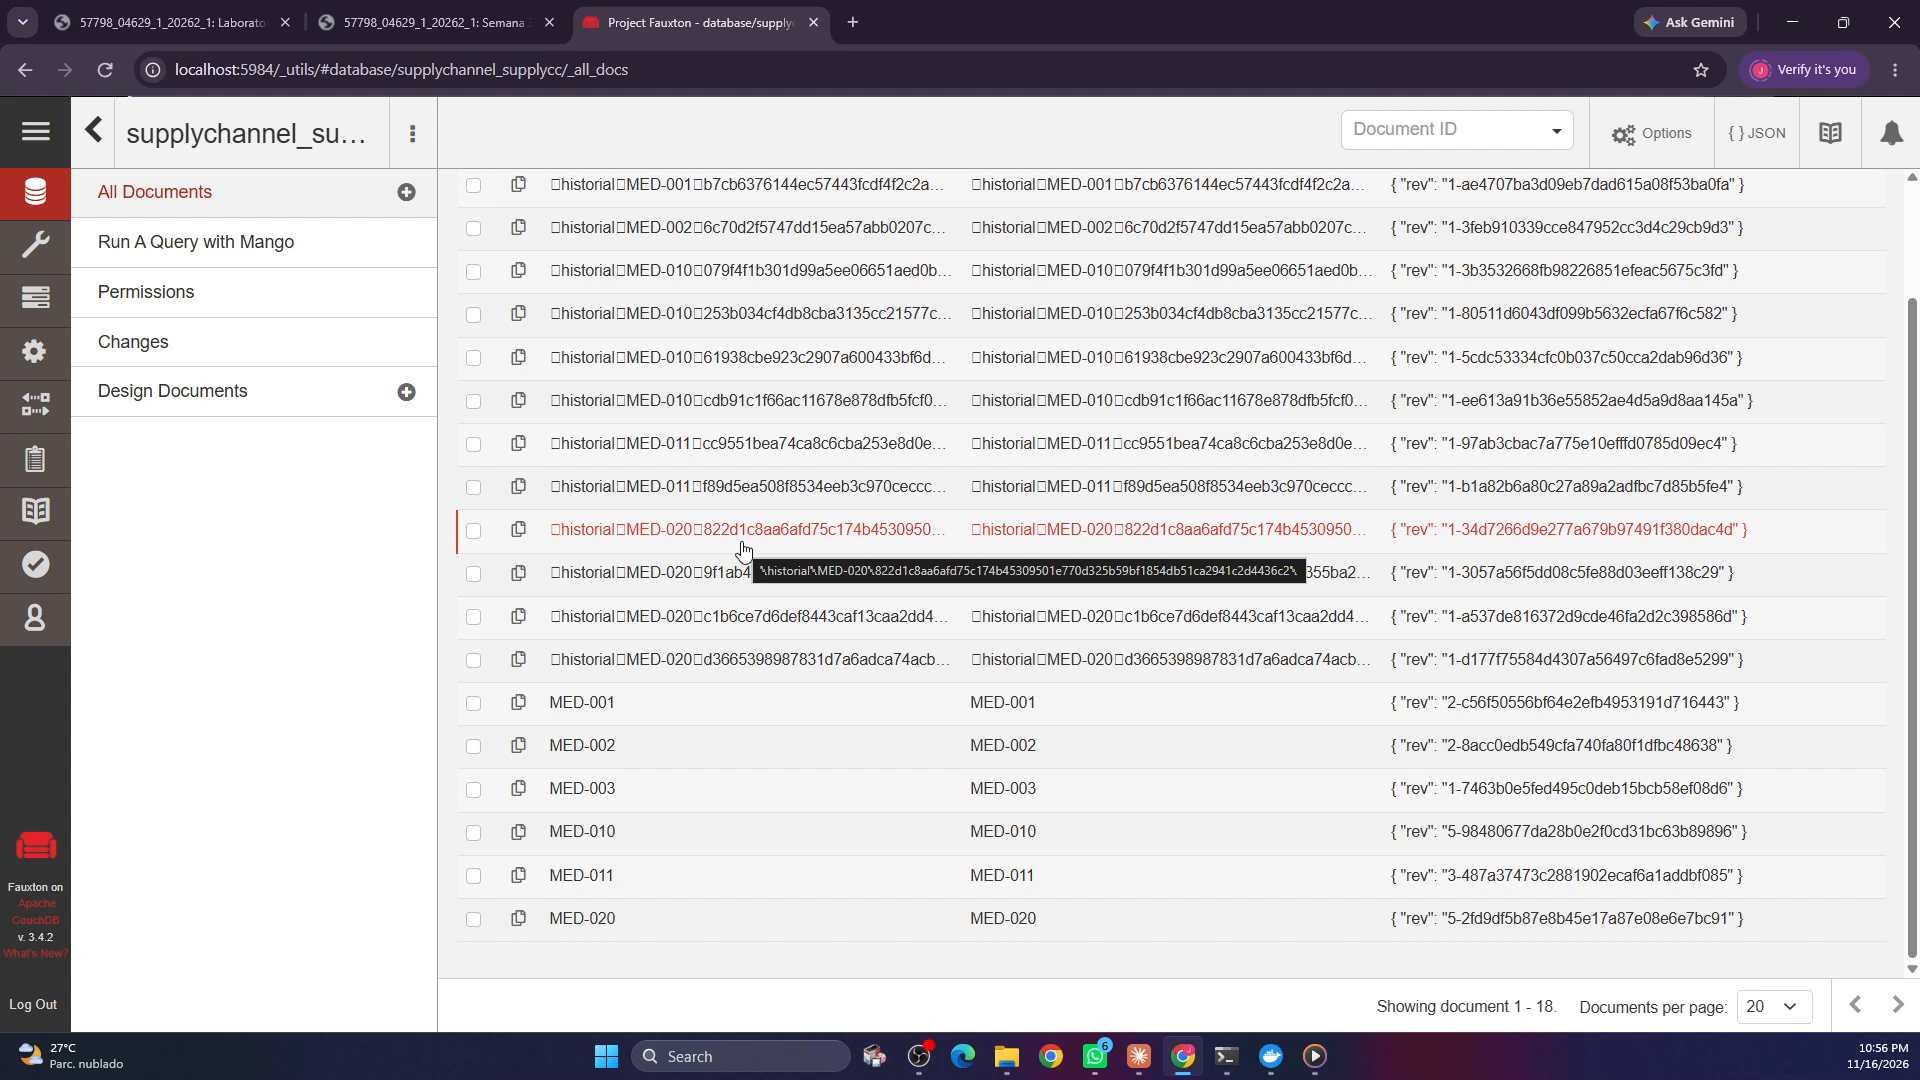 57798_04629_1_20262_1: Laborato
57798_04629_1_20262_1: Semana
Project Fauxton - database/supply
Ask Gemini
localhost:5984/_utils/#database/supplychannel_supplycc/_all_docs
Verify it's you
supplychannel_su...
Document ID
Options
{ } JSON
All Documents
Run A Query with Mango
Permissions
Changes
Design Documents
□historial□MED-001□b7cb6376144ec57443fcdf4f2c2a... □historial□MED-001□b7cb6376144ec57443fcdf4f2c2a... { "rev": "1-ae4707ba3d09eb7dad615a08f53ba0fa" }
□historial□MED-002□6c70d2f5747dd15ea57abb0207c... □historial□MED-002□6c70d2f5747dd15ea57abb0207c... { "rev": "1-3feb910339cce847952cc3d4c29cb9d3" }
□historial□MED-010□079f4f1b301d99a5ee06651aed0b... □historial□MED-010□079f4f1b301d99a5ee06651aed0b... { "rev": "1-3b3532668fb98226851efeac5675c3fd" }
□historial□MED-010□253b034cf4db8cba3135cc21577c... □historial□MED-010□253b034cf4db8cba3135cc21577c... { "rev": "1-80511d6043df099b5632ecfa67f6c582" }
□historial□MED-010□61938cbe923c2907a600433bf6d... □historial□MED-010□61938cbe923c2907a600433bf6d... { "rev": "1-5cdc53334cfc0b037c50cca2dab96d36" }
□historial□MED-010□cdb91c1f66ac11678e878dfb5fcf0... □historial□MED-010□cdb91c1f66ac11678e878dfb5fcf0... { "rev": "1-ee613a91b36e55852ae4d5a9d8aa145a" }
□historial□MED-011□cc9551bea74ca8c6cba253e8d0e... □historial□MED-011□cc9551bea74ca8c6cba253e8d0e... { "rev": "1-97ab3cbac7a775e10efffd0785d09ec4" }
□historial□MED-011□f89d5ea508f8534eeb3c970ceccc... □historial□MED-011□f89d5ea508f8534eeb3c970ceccc... { "rev": "1-b1a82b6a80c27a89a2adfbc7d85b5fe4" }
□historial□MED-020□822d1c8aa6afd75c174b4530950... □historial□MED-020□822d1c8aa6afd75c174b4530950... { "rev": "1-34d7266d9e277a679b97491f380dac4d" }
□historial□MED-020□9f1ab4 355ba2... { "rev": "1-3057a56f5dd08c5fe88d03eeff138c29" }
␀historial␀MED-020␀822d1c8aa6afd75c174b45309501e770d325b59bf1854db51ca2941c2d4436c2␀
□historial□MED-020□c1b6ce7d6def8443caf13caa2dd4... □historial□MED-020□c1b6ce7d6def8443caf13caa2dd4... { "rev": "1-a537de816372d9cde46fa2d2c398586d" }
□historial□MED-020□d3665398987831d7a6adca74acb... □historial□MED-020□d3665398987831d7a6adca74acb... { "rev": "1-d177f75584d4307a56497c6fad8e5299" }
MED-001 MED-001 { "rev": "2-c56f50556bf64e2efb4953191d716443" }
MED-002 MED-002 { "rev": "2-8acc0edb549cfa740fa80f1dfbc48638" }
MED-003 MED-003 { "rev": "1-7463b0e5fed495c0deb15bcb58ef08d6" }
MED-010 MED-010 { "rev": "5-98480677da28b0e2f0cd31bc63b89896" }
MED-011 MED-011 { "rev": "3-487a37473c2881902ecaf6a1addbf085" }
MED-020 MED-020 { "rev": "5-2fd9df5b87e8b45e17a87e08e6e7bc91" }
Fauxton on
Apache
CouchDB
v. 3.4.2
What's New?
Log Out
Showing document 1 - 18. Documents per page: 20
27°C
Parc. nublado
Search
6
10:56 PM
11/16/2026